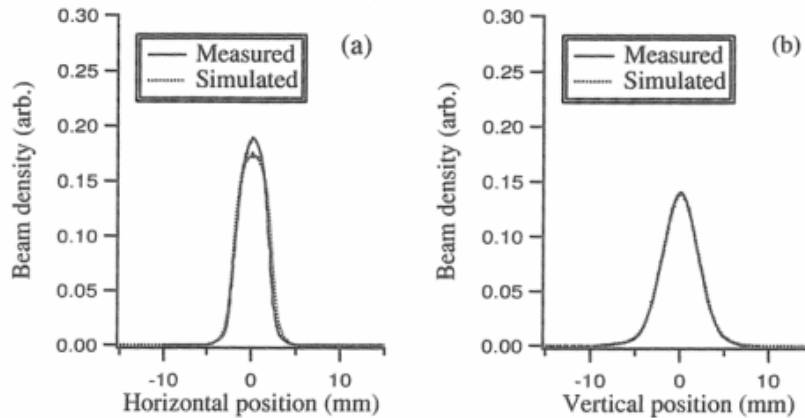 0.30
0.25
0.20
0.15
0.10
0.05
0.00
Beam density (arb.)
Measured
Simulated
(a)
-10
0
10
Horizontal position (mm)
0.30
0.25
0.20
0.15
0.10
0.05
0.00
Beam density (arb.)
Measured
Simulated
(b)
-10
0
10
Vertical position (mm)